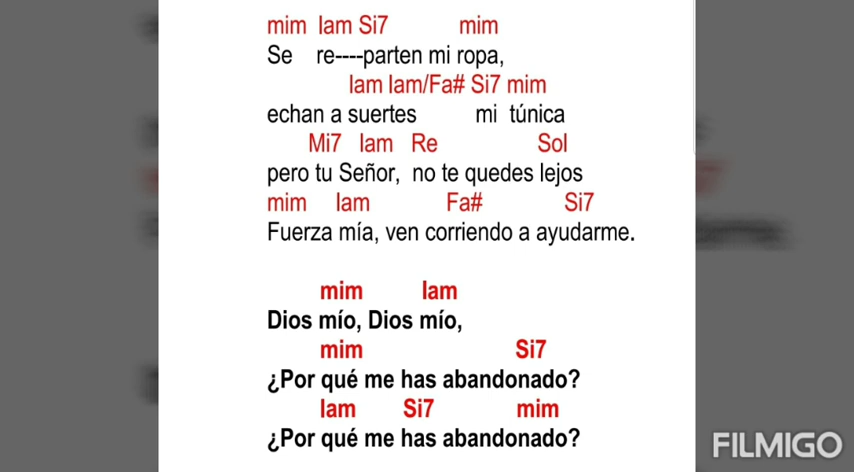 mim lam Si7 mim
Se re----parten mi ropa,
lam lam/Fa# Si7 mim
echan a suertes mi túnica
Mi7 lam Re Sol
pero tu Señor, no te quedes lejos
mim lam Fa# Si7
Fuerza mía, ven corriendo a ayudarme.
mim lam
Dios mío, Dios mío,
mim Si7
¿Por qué me has abandonado?
lam Si7 mim
¿Por qué me has abandonado?
FILMIGO